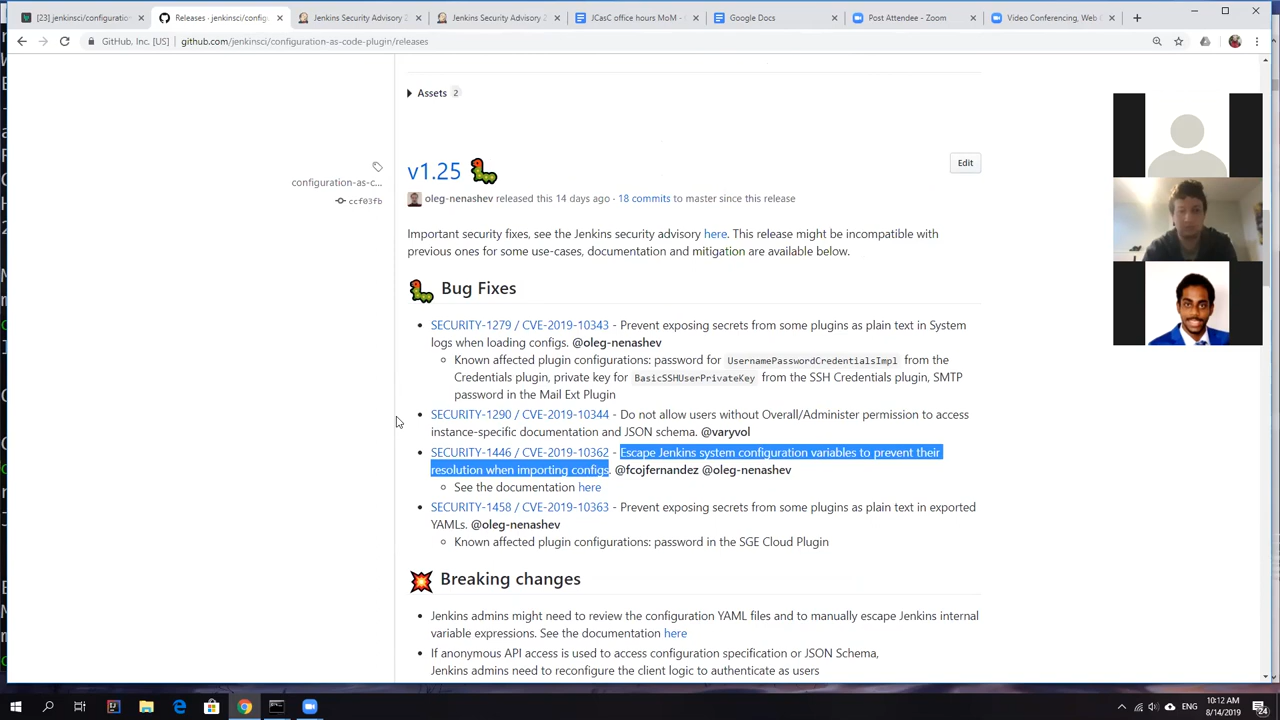 [23] jenkinsci/configuration
Releases · jenkinsci/config
Jenkins Security Advisory 2
Jenkins Security Advisory 2
JCasC office hours MoM -
Google Docs
Post Attendee - Zoom
Video Conferencing, Web
GitHub, Inc. [US]
github.com/jenkinsci/configuration-as-code-plugin/releases
Assets 2
v1.25
Edit
configuration-as-c...
ccf03fb
oleg-nenashev released this 14 days ago · 18 commits to master since this release
Important security fixes, see the Jenkins security advisory here. This release might be incompatible with
previous ones for some use-cases, documentation and mitigation are available below.
Bug Fixes
SECURITY-1279 / CVE-2019-10343 - Prevent exposing secrets from some plugins as plain text in System
logs when loading configs. @oleg-nenashev
Known affected plugin configurations: password for UsernamePasswordCredentialsImpl from the
Credentials plugin, private key for BasicSSHUserPrivateKey from the SSH Credentials plugin, SMTP
password in the Mail Ext Plugin
SECURITY-1290 / CVE-2019-10344 - Do not allow users without Overall/Administer permission to access
instance-specific documentation and JSON schema. @varyvol
SECURITY-1446 / CVE-2019-10362 - Escape Jenkins system configuration variables to prevent their
resolution when importing configs. @fcojfernandez @oleg-nenashev
See the documentation here
SECURITY-1458 / CVE-2019-10363 - Prevent exposing secrets from some plugins as plain text in exported
YAMLs. @oleg-nenashev
Known affected plugin configurations: password in the SGE Cloud Plugin
Breaking changes
Jenkins admins might need to review the configuration YAML files and to manually escape Jenkins internal
variable expressions. See the documentation here
If anonymous API access is used to access configuration specification or JSON Schema,
Jenkins admins need to reconfigure the client logic to authenticate as users
ENG
10:12 AM
8/14/2019
24